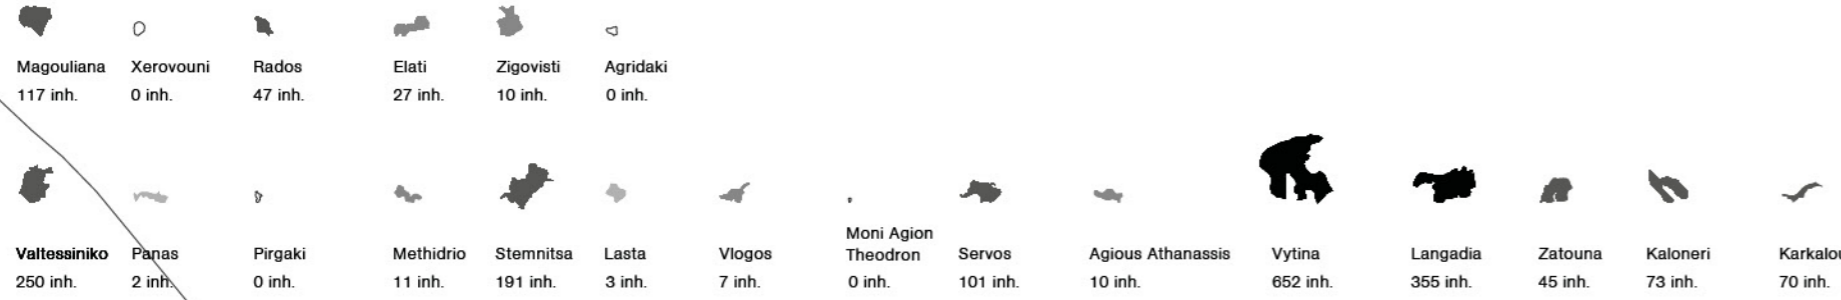 Magouliana Xerovouni Rados Elati Zigovisti Agridaki
117 inh. 0 inh. 47 inh. 27 inh. 10 inh. 0 inh.
Moni Agion
Valtessiniko Panas Pirgaki Methidrio Stemnitsa Lasta Vlogos Theodron Servos Agious Athanassis Vytina Langadia Zatouna Kaloneri Karkalou
250 inh. 2 inh. 0 inh. 11 inh. 191 inh. 3 inh. 7 inh. 0 inh. 101 inh. 10 inh. 652 inh. 355 inh. 45 inh. 73 inh. 70 inh.